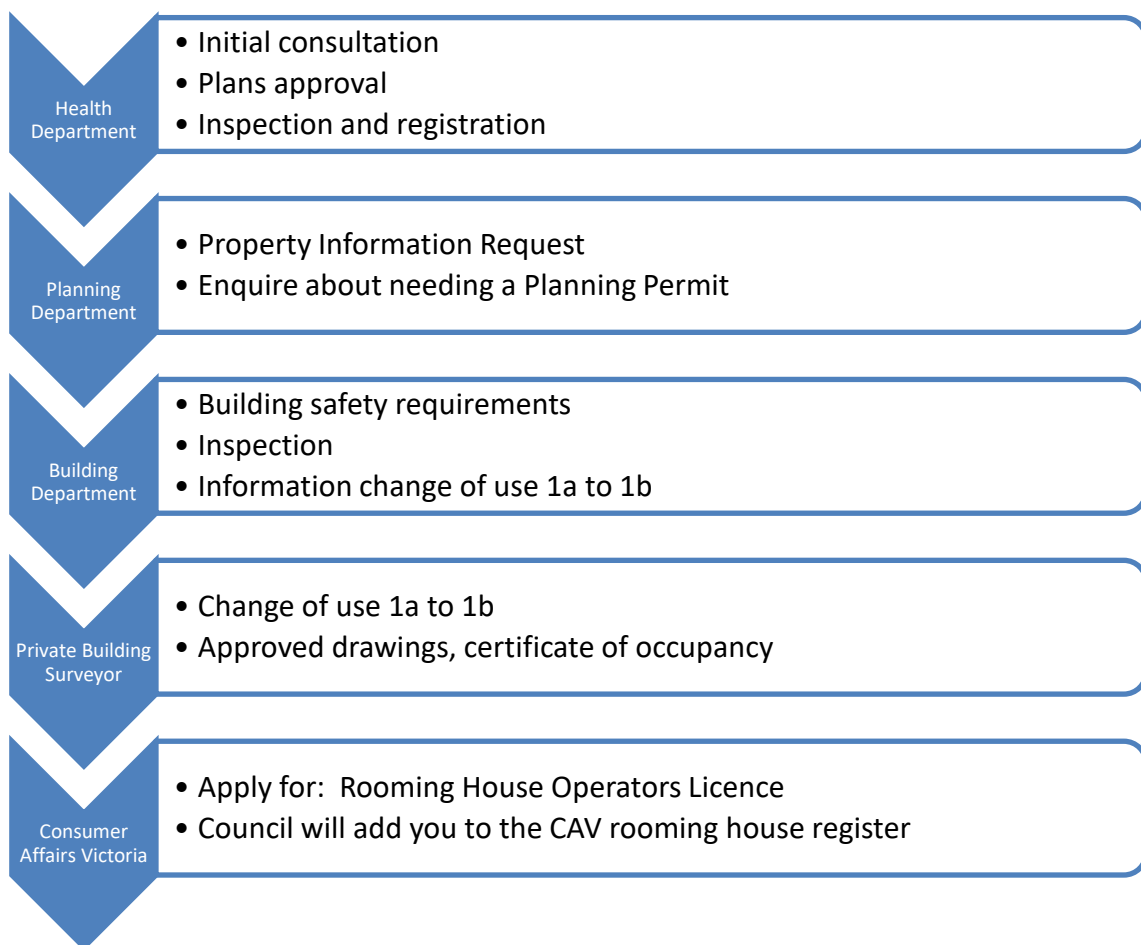 Health
Department
• Initial consultation
• Plans approval
• Inspection and registration
Planning
Department
• Property Information Request
• Enquire about needing a Planning Permit
Building
Department
• Building safety requirements
• Inspection
• Information change of use 1a to 1b
Private Building
Surveyor
• Change of use 1a to 1b
• Approved drawings, certificate of occupancy
Consumer
Affairs Victoria
• Apply for:  Rooming House Operators Licence
• Council will add you to the CAV rooming house register